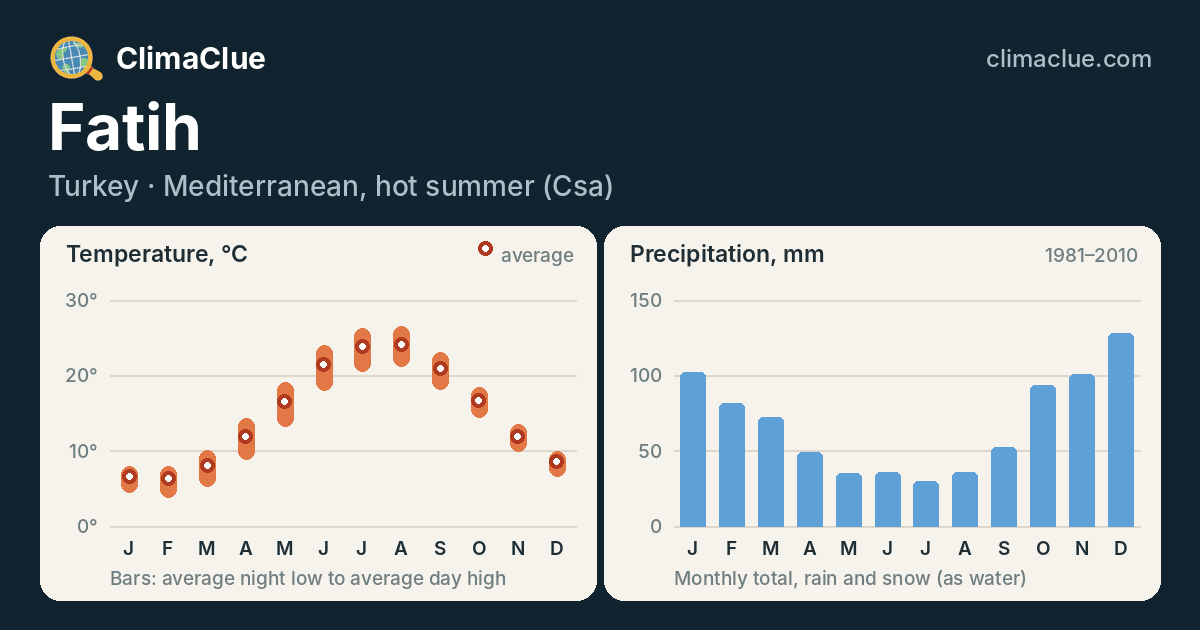 ClimaClue
climaclue.com
Fatih
Turkey · Mediterranean, hot summer (Csa)
Temperature, °C
average
30°
20°
10°
0°
J F M A M J J A S O N D
Bars: average night low to average day high
Precipitation, mm
1981–2010
150
100
50
0
J F M A M J J A S O N D
Monthly total, rain and snow (as water)